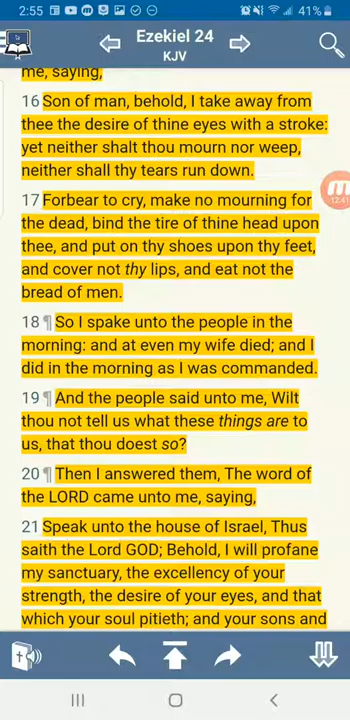 2:55
41%
Ezekiel 24
KJV
me, saying,
16 Son of man, behold, I take away from
thee the desire of thine eyes with a stroke:
yet neither shalt thou mourn nor weep,
neither shall thy tears run down.
17 Forbear to cry, make no mourning for
the dead, bind the tire of thine head upon
thee, and put on thy shoes upon thy feet,
and cover not thy lips, and eat not the
bread of men.
18 ¶ So I spake unto the people in the
morning: and at even my wife died; and I
did in the morning as I was commanded.
19 ¶ And the people said unto me, Wilt
thou not tell us what these things are to
us, that thou doest so?
20 ¶ Then I answered them, The word of
the LORD came unto me, saying,
21 Speak unto the house of Israel, Thus
saith the Lord GOD; Behold, I will profane
my sanctuary, the excellency of your
strength, the desire of your eyes, and that
which your soul pitieth; and your sons and
12:41